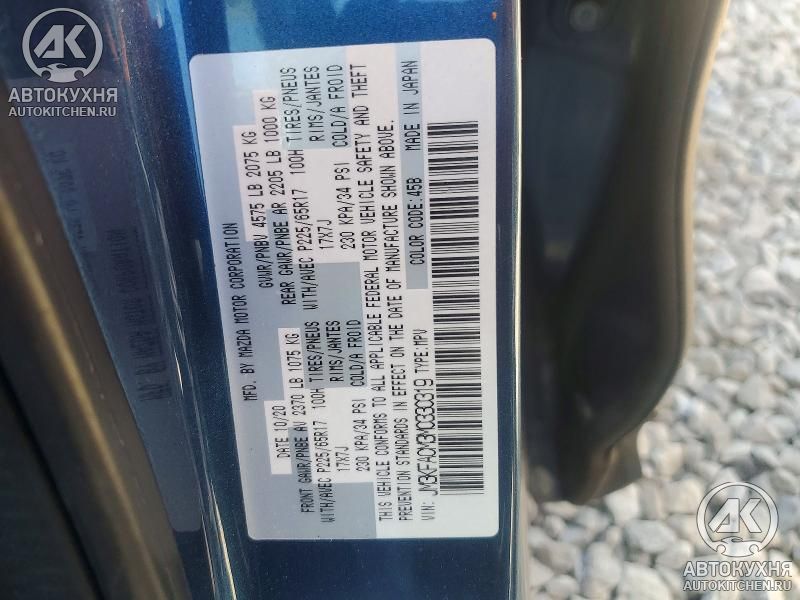 АК
АВТОКУХНЯ
AUTOKITCHEN.RU
MFD. BY MAZDA MOTOR CORPORATION
DATE 10/20 GVWR/PNBV 4575 LB 2075 KG
FRONT GAWR/PNBE AV 2370 LB 1075 KG REAR GAWR/PNBE AR 2205 LB 1000 KG
WITH/AVEC P225/65R17 100H TIRES/PNEUS WITH/AVEC P225/65R17 100H TIRES/PNEUS
17X7J RIMS/JANTES 17X7J RIMS/JANTES
230 KPA/34 PSI COLD/A FROID 230 KPA/34 PSI COLD/A FROID
THIS VEHICLE CONFORMS TO ALL APPLICABLE FEDERAL MOTOR VEHICLE SAFETY AND THEFT
PREVENTION STANDARDS IN EFFECT ON THE DATE OF MANUFACTURE SHOWN ABOVE.
VIN: JM3KFACM3M0330319 TYPE:MPV COLOR CODE:45B MADE IN JAPAN
АК
АВТОКУХНЯ
AUTOKITCHEN.RU